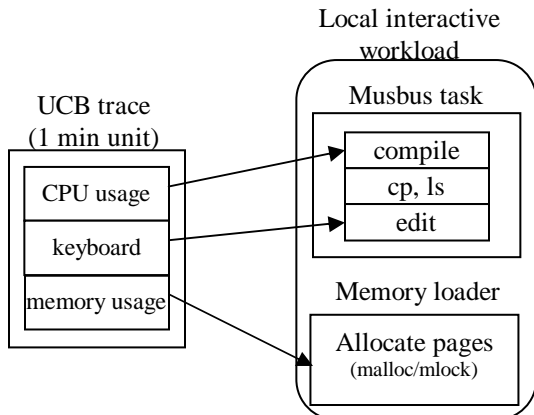 Local interactive
workload
UCB trace
(1 min unit)
CPU usage
keyboard
memory usage
Musbus task
compile
cp, ls
edit
Memory loader
Allocate pages
(malloc/mlock)